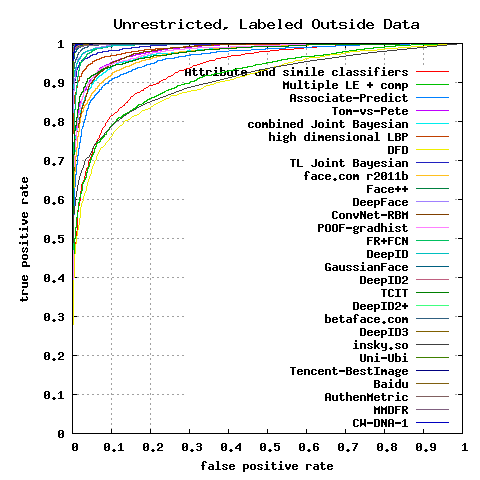 Unrestricted, Labeled Outside Data
1
0.9
0.8
0.7
0.6
0.5
0.4
0.3
0.2
0.1
0
true positive rate
Attribute and simile classifiers
Multiple LE + comp
Associate-Predict
Tom-vs-Pete
combined Joint Bayesian
high dimensional LBP
DFD
TL Joint Bayesian
face.com r2011b
Face++
DeepFace
ConvNet-RBM
POOF-gradhist
FR+FCN
DeepID
GaussianFace
DeepID2
TCIT
DeepID2+
betaface.com
DeepID3
insky.so
Uni-Ubi
Tencent-BestImage
Baidu
AuthenMetric
MMDFR
CW-DNA-1
0 0.1 0.2 0.3 0.4 0.5 0.6 0.7 0.8 0.9 1
false positive rate